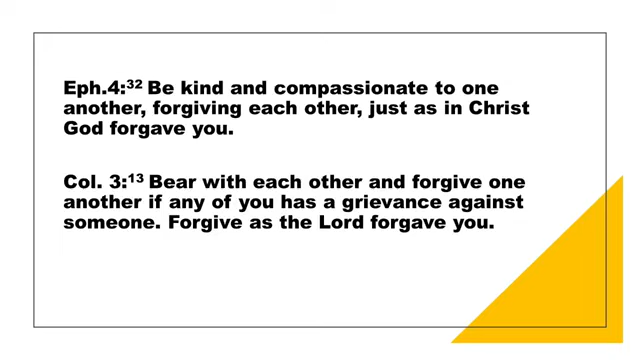 Eph.4:32 Be kind and compassionate to one
another, forgiving each other, just as in Christ
God forgave you.
Col. 3:13 Bear with each other and forgive one
another if any of you has a grievance against
someone. Forgive as the Lord forgave you.